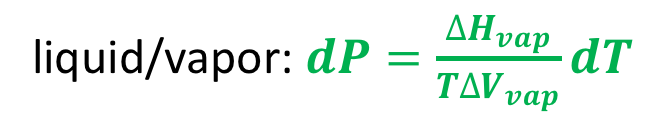 liquid/vapor: dP = ΔH_vap / TΔV_vap dT